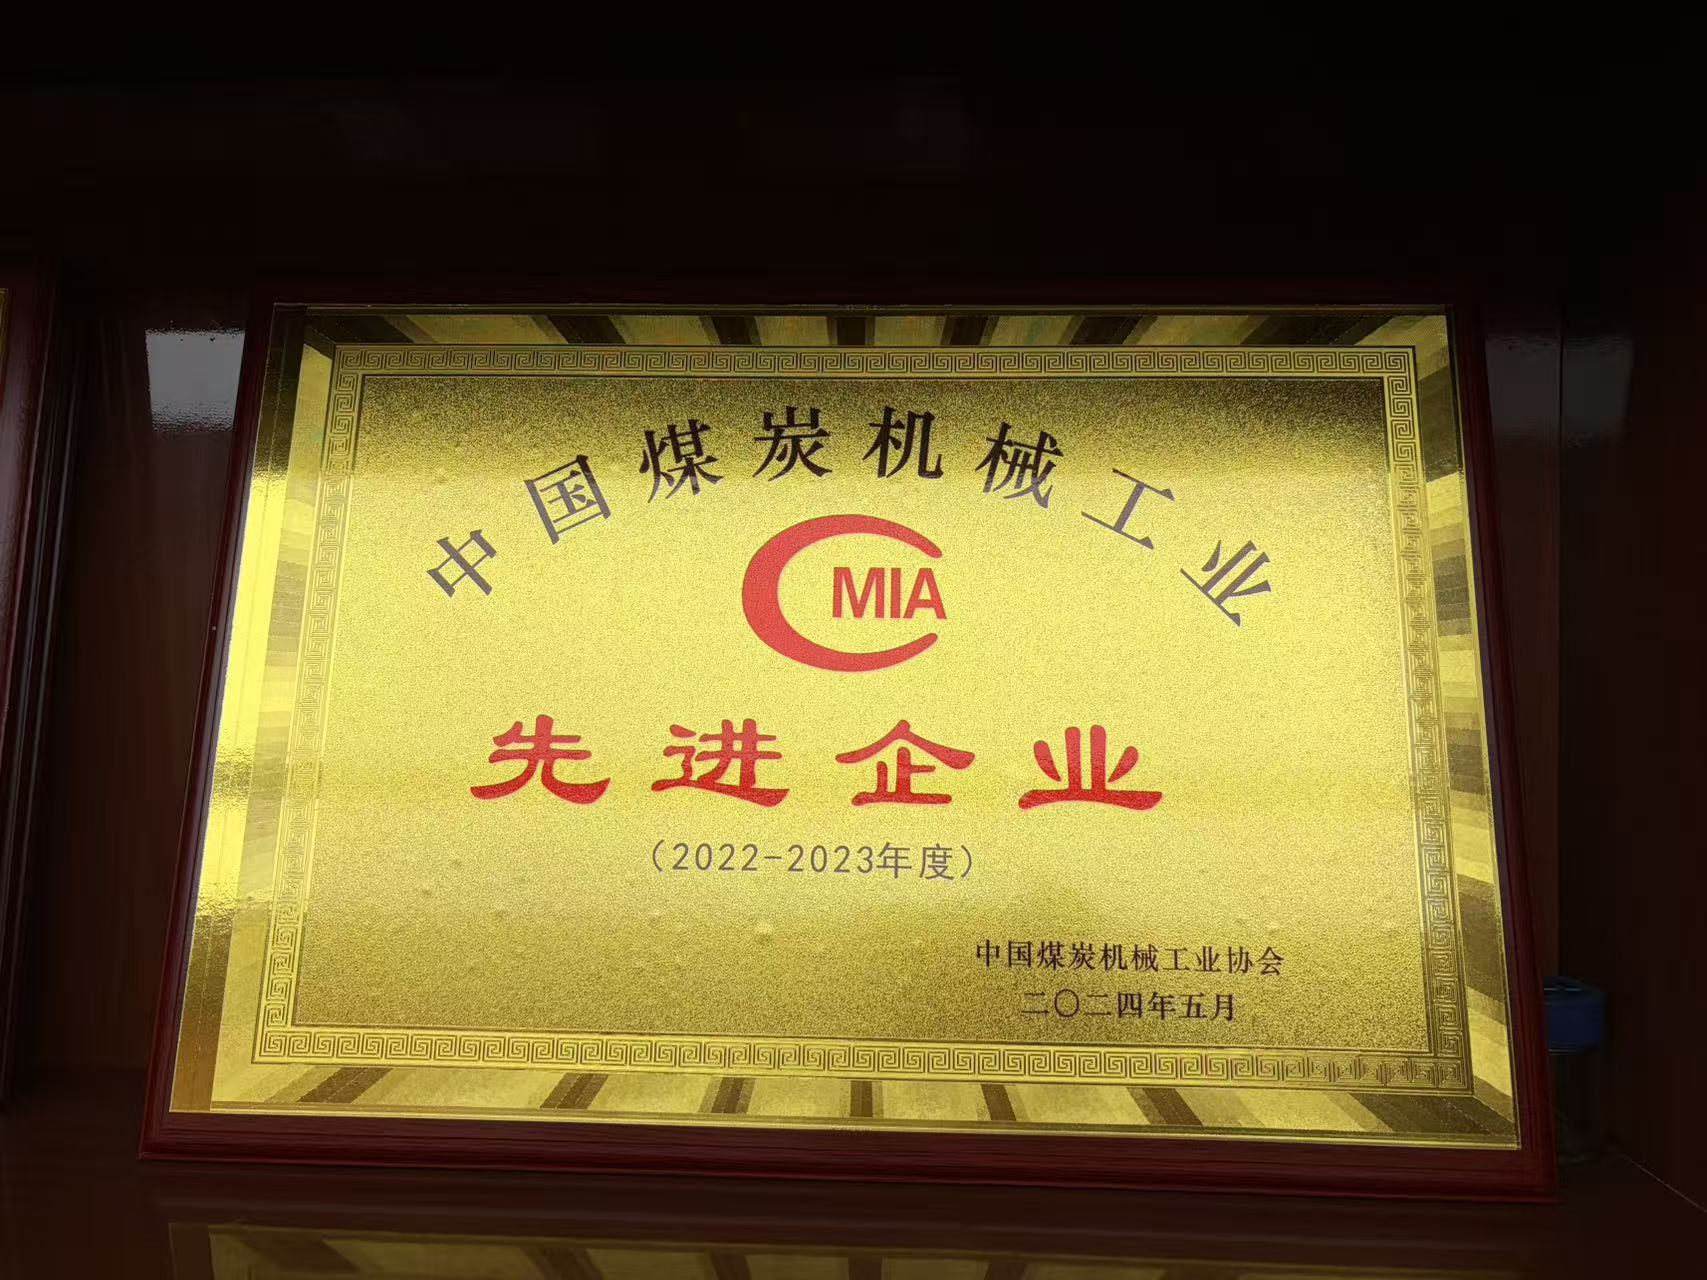 中国煤炭机械工业
CMIA
先进企业
（2022-2023年度）
中国煤炭机械工业协会
二〇二四年五月